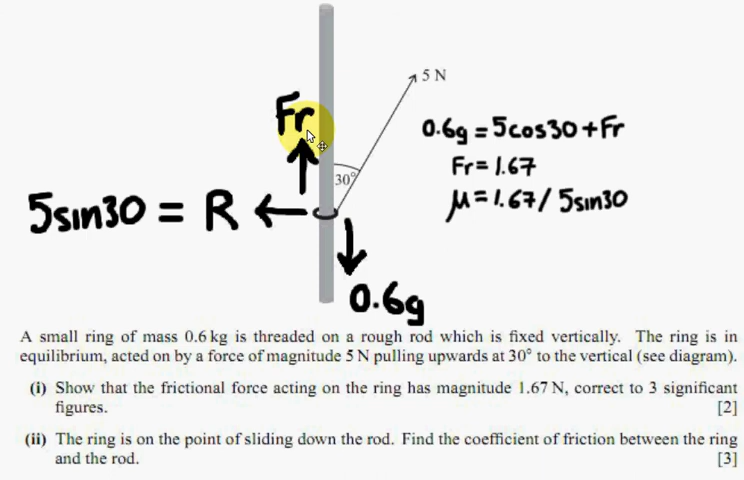 5 N
Fr
0.6g = 5cos30 + Fr
Fr = 1.67
30°
μ = 1.67 / 5sin30
5sin30 = R
0.6g
A small ring of mass 0.6 kg is threaded on a rough rod which is fixed vertically. The ring is in
equilibrium, acted on by a force of magnitude 5 N pulling upwards at 30° to the vertical (see diagram).
(i) Show that the frictional force acting on the ring has magnitude 1.67 N, correct to 3 significant
figures. [2]
(ii) The ring is on the point of sliding down the rod. Find the coefficient of friction between the ring
and the rod. [3]